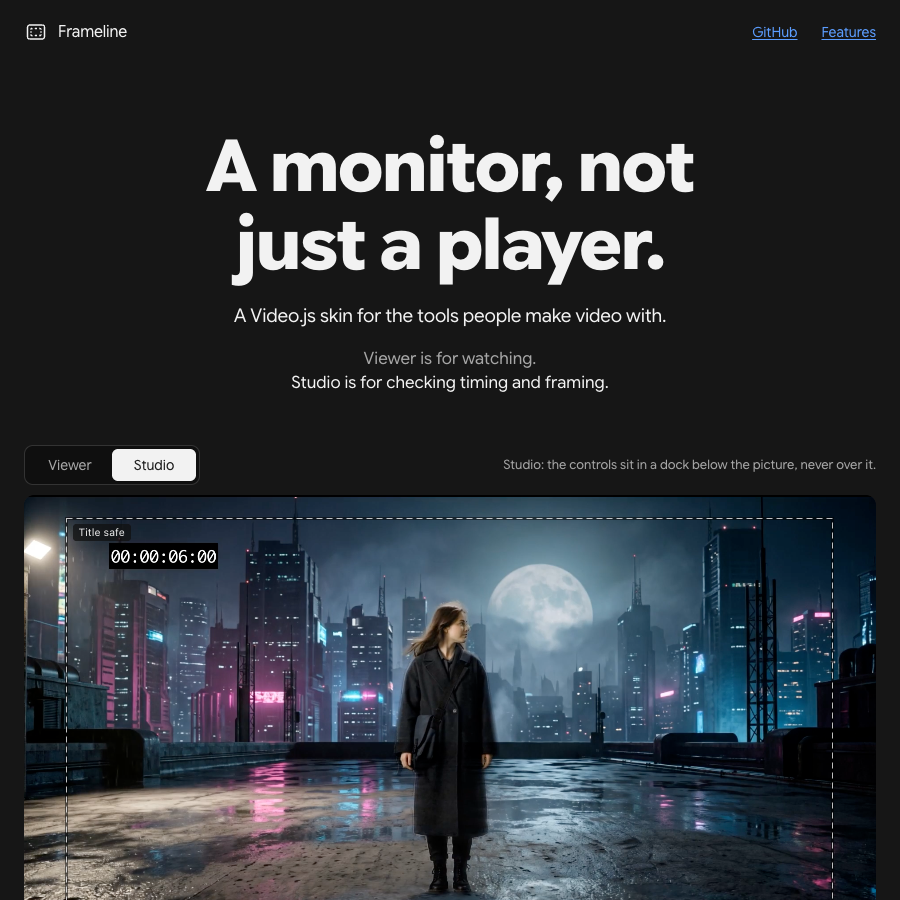 Frameline
GitHub
Features
A monitor, not
just a player.
A Video.js skin for the tools people make video with.
Viewer is for watching.
Studio is for checking timing and framing.
Viewer
Studio
Studio: the controls sit in a dock below the picture, never over it.
Title safe
00:00:06:00